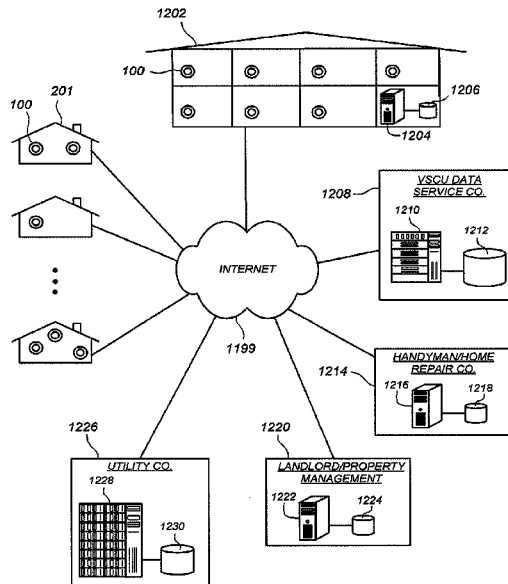 1202
100
1206
1204
201
100
1208
VSCU DATA
SERVICE CO.
1210
1212
INTERNET
1199
HANDYMAN/HOME
REPAIR CO.
1214
1216
1218
1226
UTILITY CO.
1228
1230
1220
LANDLORD/PROPERTY
MANAGEMENT
1222
1224